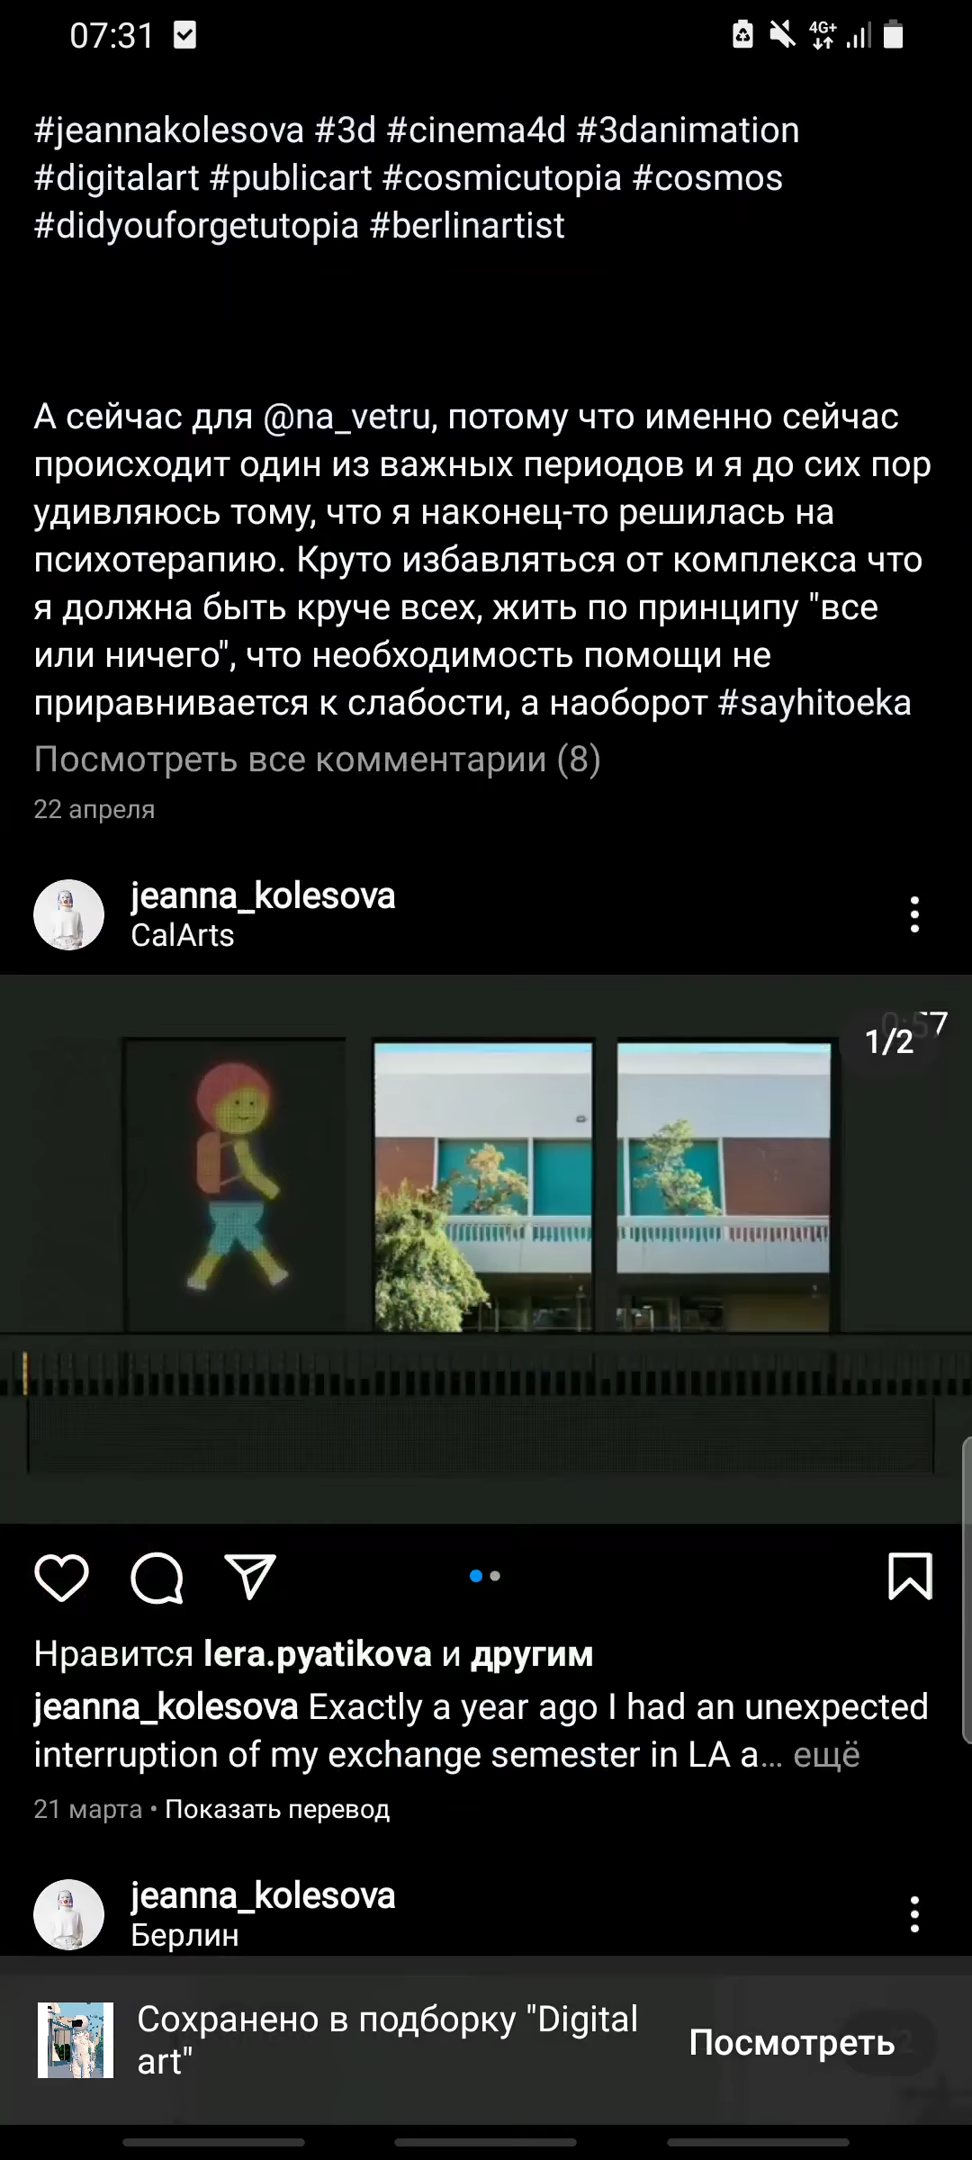 07:31
4G+
#jeannakolesova #3d #cinema4d #3danimation
#digitalart #publicart #cosmicutopia #cosmos
#didyouforgetutopia #berlinartist
А сейчас для @na_vetru, потому что именно сейчас
происходит один из важных периодов и я до сих пор
удивляюсь тому, что я наконец-то решилась на
психотерапию. Круто избавляться от комплекса что
я должна быть круче всех, жить по принципу "все
или ничего", что необходимость помощи не
приравнивается к слабости, а наоборот #sayhitoeka
Посмотреть все комментарии (8)
22 апреля
jeanna_kolesova
CalArts
0:57
1/2
Нравится lera.pyatikova и другим
jeanna_kolesova Exactly a year ago I had an unexpected
interruption of my exchange semester in LA a... ещё
21 марта • Показать перевод
jeanna_kolesova
Берлин
Сохранено в подборку "Digital
art"
Посмотреть